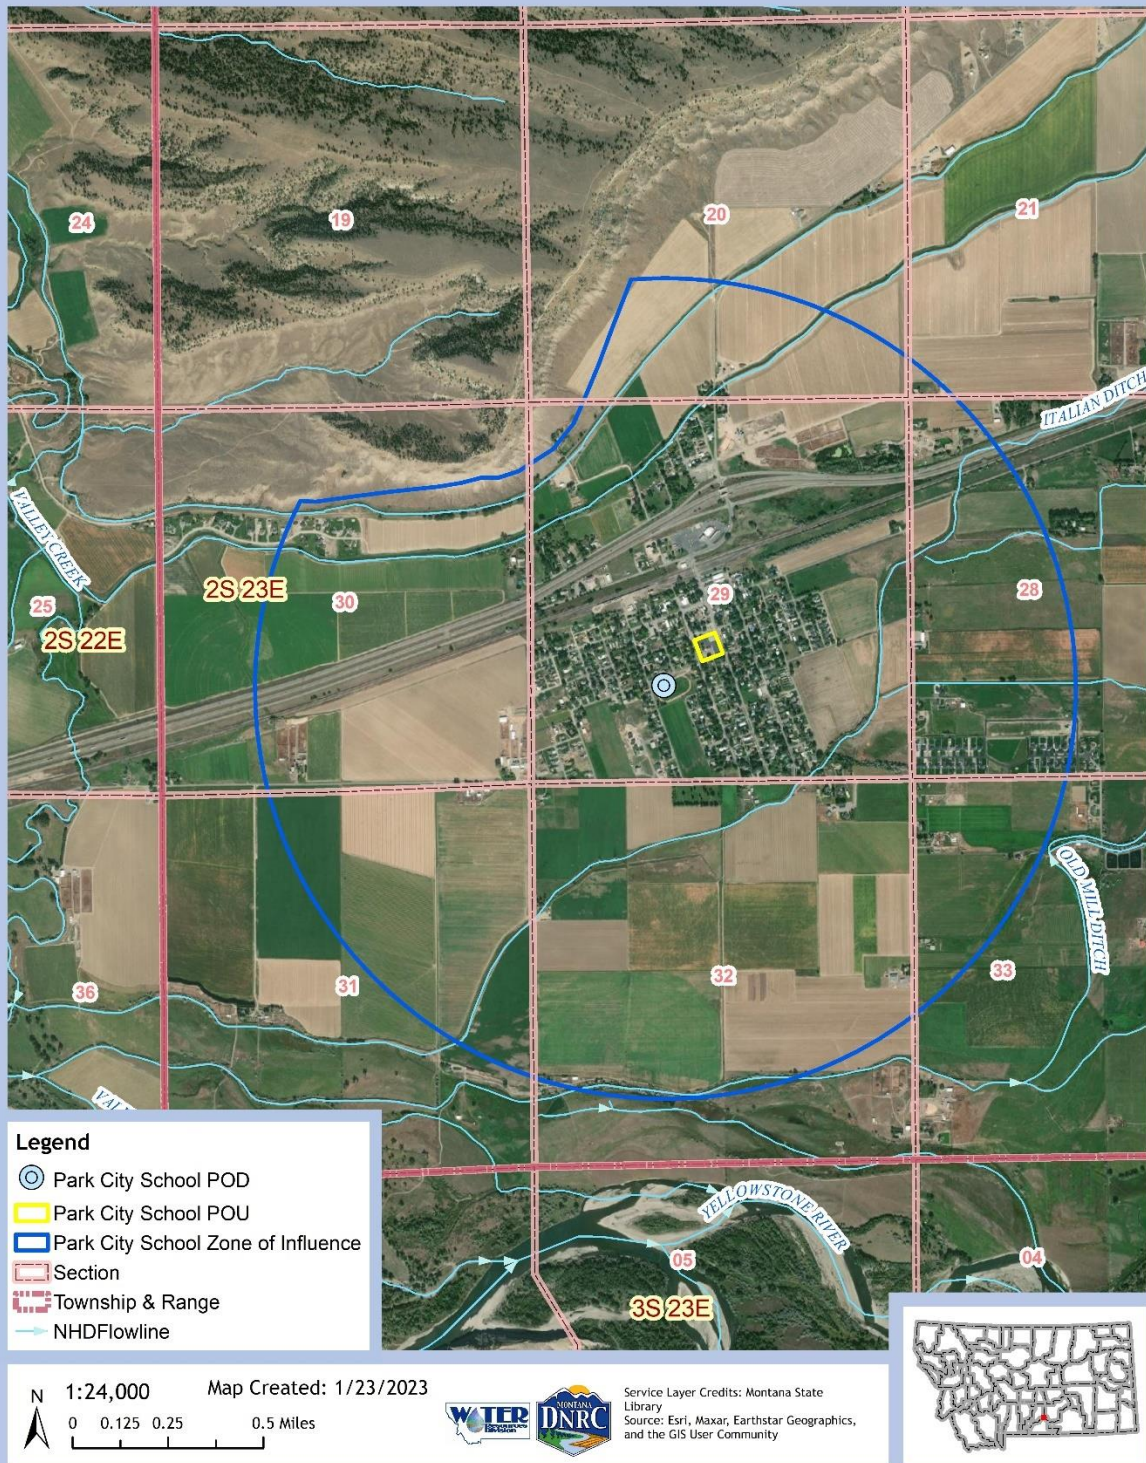 20
21
24
19
ITALIAN DITCH
VALLEY CREEK
2S 23E
30
29
28
25
2S 22E
OLD MILL DITCH
36
31
32
33
YELLOWSTONE RIVER
05
04
3S 23E
Legend
Park City School POD
Park City School POU
Park City School Zone of Influence
Section
Township & Range
NHDFlowline
N
1:24,000
Map Created: 1/23/2023
0 0.125 0.25 0.5 Miles
WATER
Resources
Division
MONTANA
DNRC
Service Layer Credits: Montana State
Library
Source: Esri, Maxar, Earthstar Geographics,
and the GIS User Community